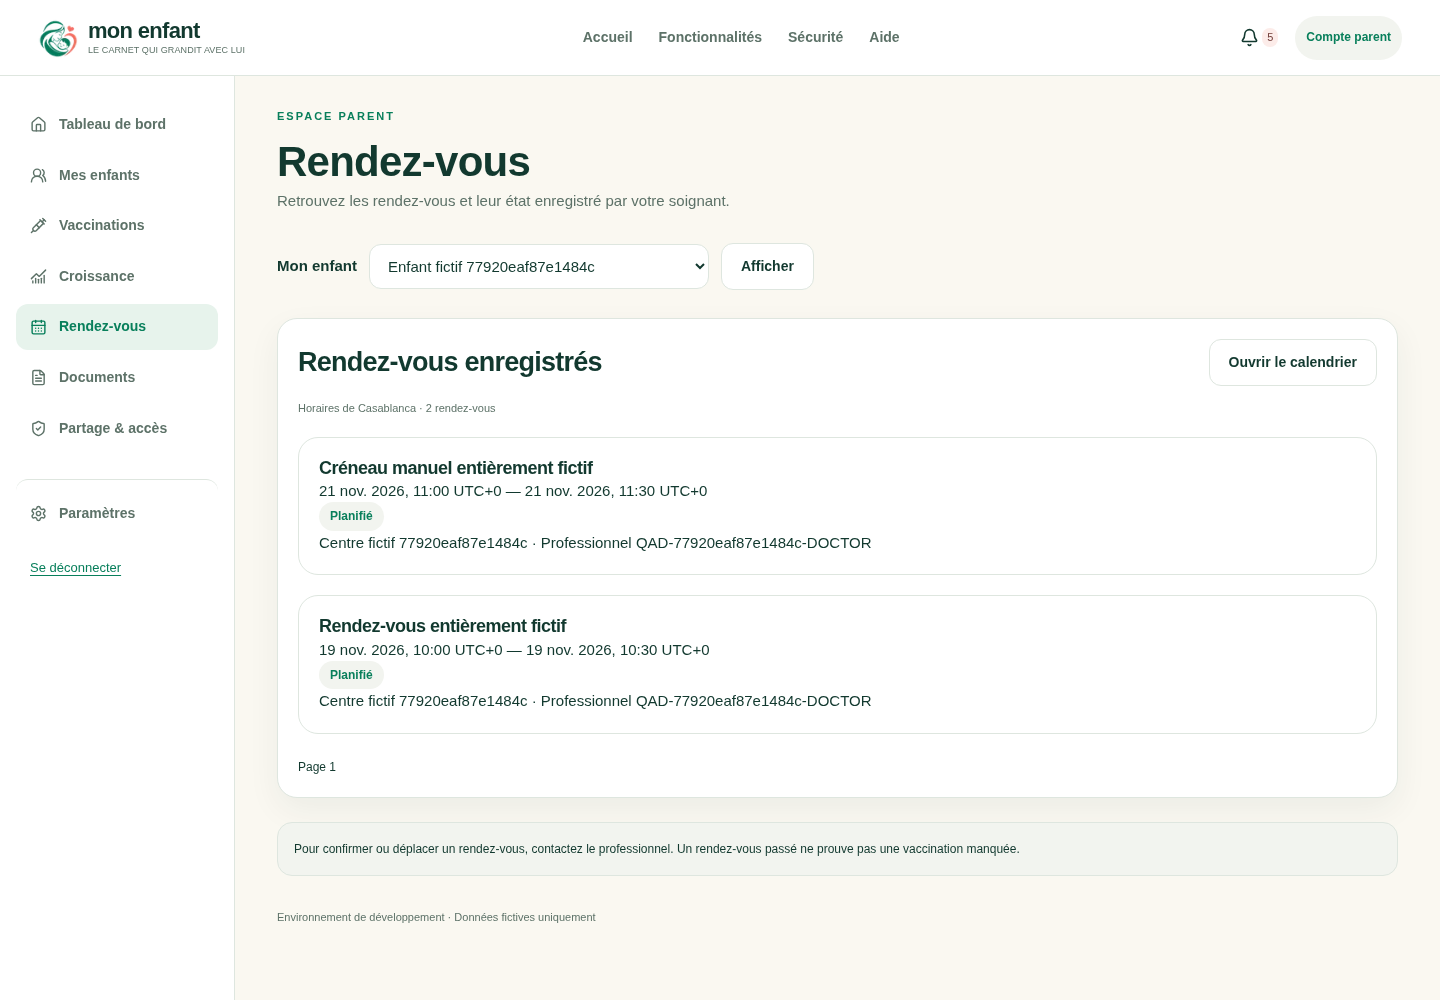 mon enfant
LE CARNET QUI GRANDIT AVEC LUI
Accueil
Fonctionnalités
Sécurité
Aide
5
Compte parent
Tableau de bord
Mes enfants
Vaccinations
Croissance
Rendez-vous
Documents
Partage & accès
Paramètres
Se déconnecter
ESPACE PARENT
Rendez-vous
Retrouvez les rendez-vous et leur état enregistré par votre soignant.
Mon enfant
Enfant fictif 77920eaf87e1484c
Afficher
Rendez-vous enregistrés
Ouvrir le calendrier
Horaires de Casablanca · 2 rendez-vous
Créneau manuel entièrement fictif
21 nov. 2026, 11:00 UTC+0 — 21 nov. 2026, 11:30 UTC+0
Planifié
Centre fictif 77920eaf87e1484c · Professionnel QAD-77920eaf87e1484c-DOCTOR
Rendez-vous entièrement fictif
19 nov. 2026, 10:00 UTC+0 — 19 nov. 2026, 10:30 UTC+0
Planifié
Centre fictif 77920eaf87e1484c · Professionnel QAD-77920eaf87e1484c-DOCTOR
Page 1
Pour confirmer ou déplacer un rendez-vous, contactez le professionnel. Un rendez-vous passé ne prouve pas une vaccination manquée.
Environnement de développement · Données fictives uniquement